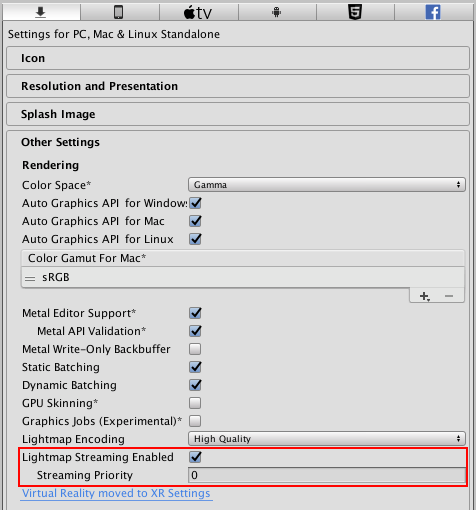 tv
Settings for PC, Mac & Linux Standalone
Icon
Resolution and Presentation
Splash Image
Other Settings
Rendering
Color Space* Gamma
Auto Graphics API for Window
Auto Graphics API for Mac
Auto Graphics API for Linux
Color Gamut For Mac*
sRGB
Metal Editor Support*
Metal API Validation*
Metal Write-Only Backbuffer
Static Batching
Dynamic Batching
GPU Skinning*
Graphics Jobs (Experimental)*
Lightmap Encoding High Quality
Lightmap Streaming Enabled
Streaming Priority 0
Virtual Reality moved to XR Settings